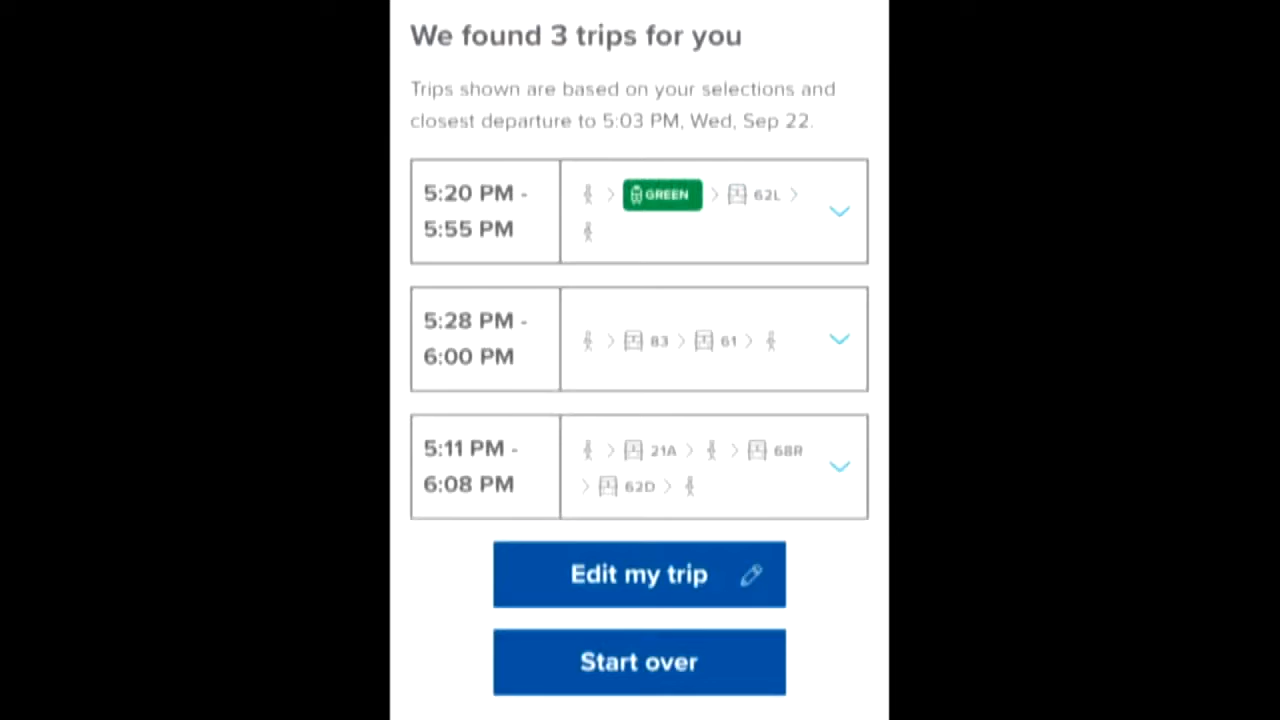 We found 3 trips for you
Trips shown are based on your selections and
closest departure to 5:03 PM, Wed, Sep 22.
5:20 PM -
5:55 PM
GREEN 62L
5:28 PM -
6:00 PM
83 61
5:11 PM -
6:08 PM
21A 68R
62D
Edit my trip
Start over